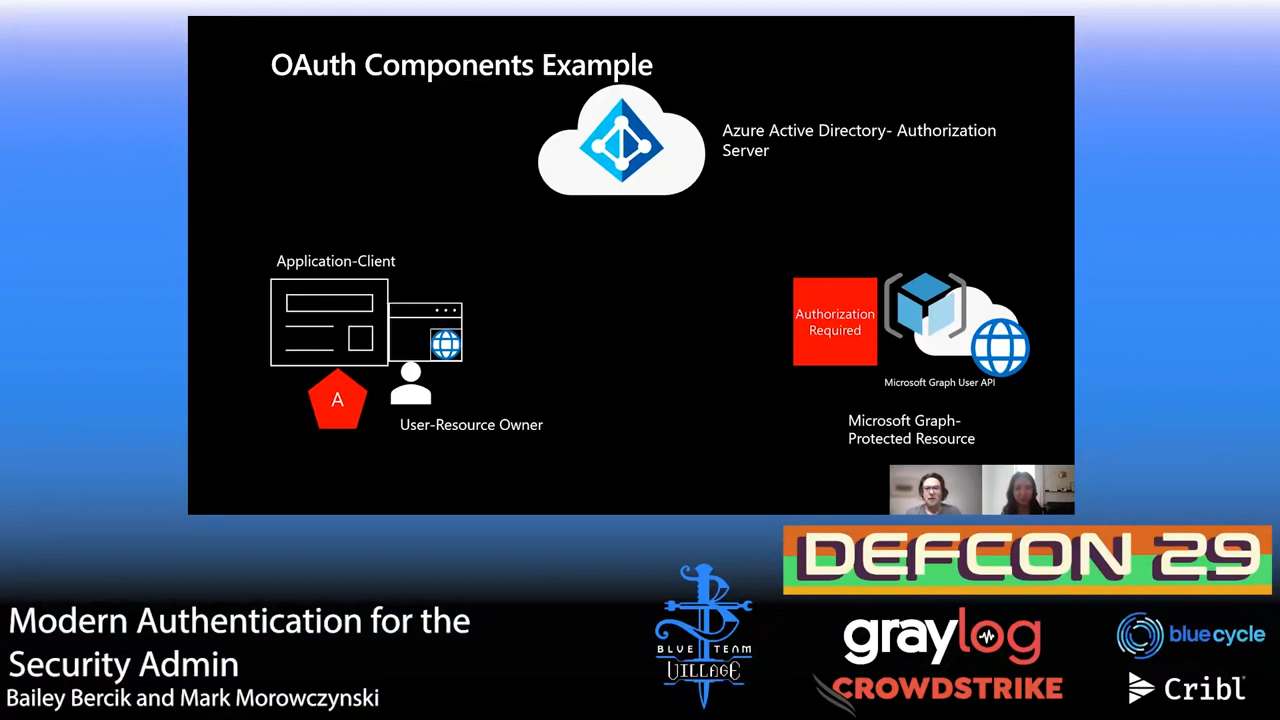 OAuth Components Example
Azure Active Directory- Authorization
Server
Application-Client
A
User-Resource Owner
Authorization
Required
Microsoft Graph User API
Microsoft Graph-
Protected Resource
DEFCON 29
Modern Authentication for the
Security Admin
Bailey Bercik and Mark Morowczynski
BLUE TEAM
VILLAGE
graylog
CROWDSTRIKE
blue cycle
Cribl